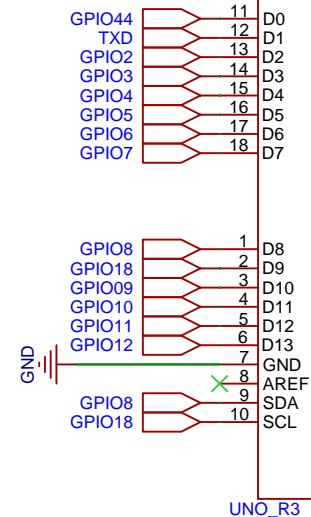 GPIO44 11 D0
TXD 12 D1
GPIO2 13 D2
GPIO3 14 D3
GPIO4 15 D4
GPIO5 16 D5
GPIO6 17 D6
GPIO7 18 D7
GPIO8 1 D8
GPIO18 2 D9
GPIO09 3 D10
GPIO10 4 D11
GPIO11 5 D12
GPIO12 6 D13
GND 7 GND
8 AREF
GPIO8 9 SDA
GPIO18 10 SCL
UNO_R3